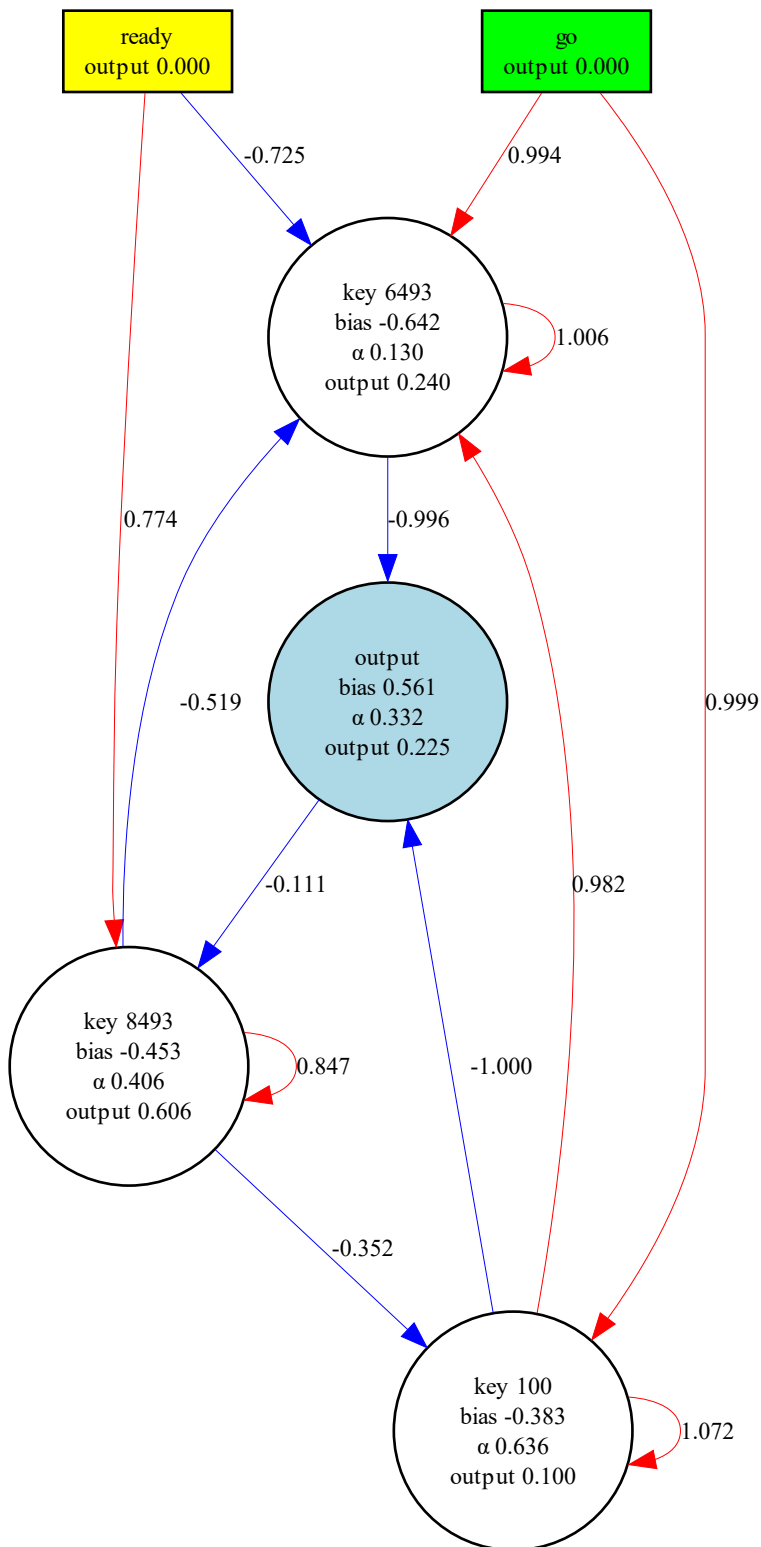 ready
output 0.000
go
output 0.000
-0.725
0.994
key 6493
bias -0.642
α 0.130
output 0.240
1.006
0.774
-0.996
output
bias 0.561
α 0.332
output 0.225
-0.519
0.999
-0.111
0.982
key 8493
bias -0.453
α 0.406
output 0.606
0.847
-1.000
-0.352
key 100
bias -0.383
α 0.636
output 0.100
1.072